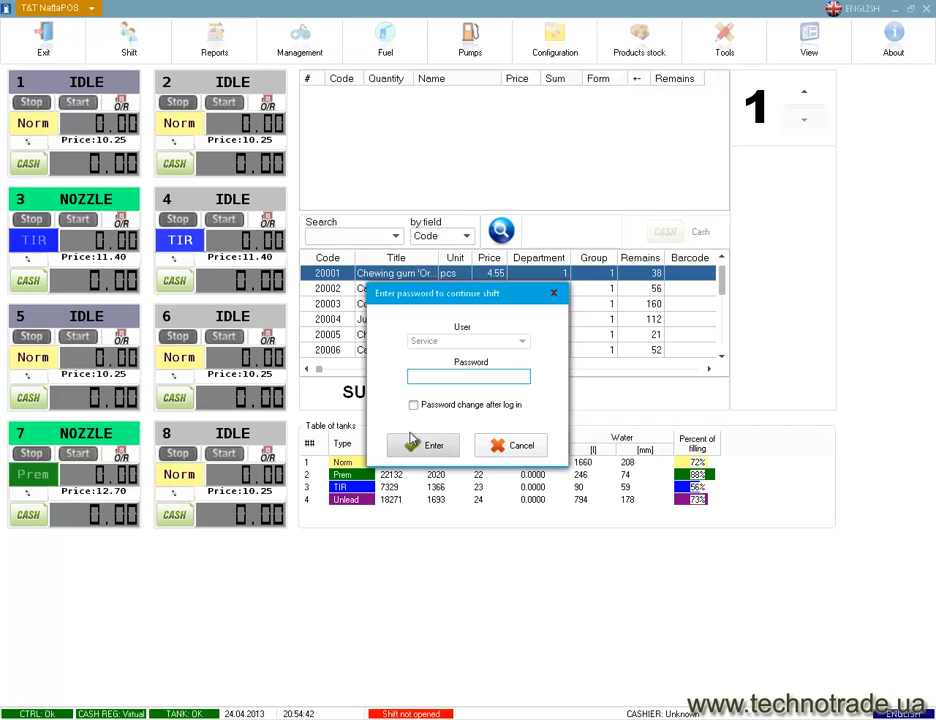 T&T NaftaPOS
ENGLISH
Exit Shift Reports Management Fuel Pumps Configuration Products stock. Tools View About
1 IDLE
Stop Start O/R
Norm 0.00
% Price:10.25
CASH 0.00
2 IDLE
Stop Start O/R
Norm 0.00
% Price:10.25
CASH 0.00
3 NOZZLE
Stop Start O/R
TIR 0.00
% Price:11.40
CASH 0.00
4 IDLE
Stop Start O/R
TIR 0.00
% Price:11.40
CASH 0.00
5 IDLE
Stop Start O/R
Norm 0.00
% Price:10.25
CASH 0.00
6 IDLE
Stop Start O/R
Norm 0.00
% Price:10.25
CASH 0.00
7 NOZZLE
Stop Start O/R
Prem 0.00
% Price:12.70
CASH 0.00
8 IDLE
Stop Start O/R
Norm 0.00
% Price:10.25
CASH 0.00
# Code Quantity Name Price Sum Form +- Remains
1
Search by field
Code
CASH Cash
Code Title Unit Price Department Group Remains Barcode
20001 Chewing gum 'Or... pcs 4.55 1 1 38
20002 1 56
20003 1 160
20004 1 112
20005 1 21
20006 1 52
SU
Enter password to continue shift
User
Service
Password
Password change after log in
Enter Cancel
Table of tanks
## Type Water Percent of filling
[l] [mm]
1 Norm 1660 208 72%
2 Prem 22132 2020 22 0.0000 246 74 88%
3 TIR 7329 1366 23 0.0000 90 59 56%
4 Unlead 18271 1693 24 0.0000 794 178 73%
www.technotrade.ua
CTRL: Ok CASH REG: Virtual TANK: OK 24.04.2013 20:54:42 Shift not opened CASHIER: Unknown ENGLISH